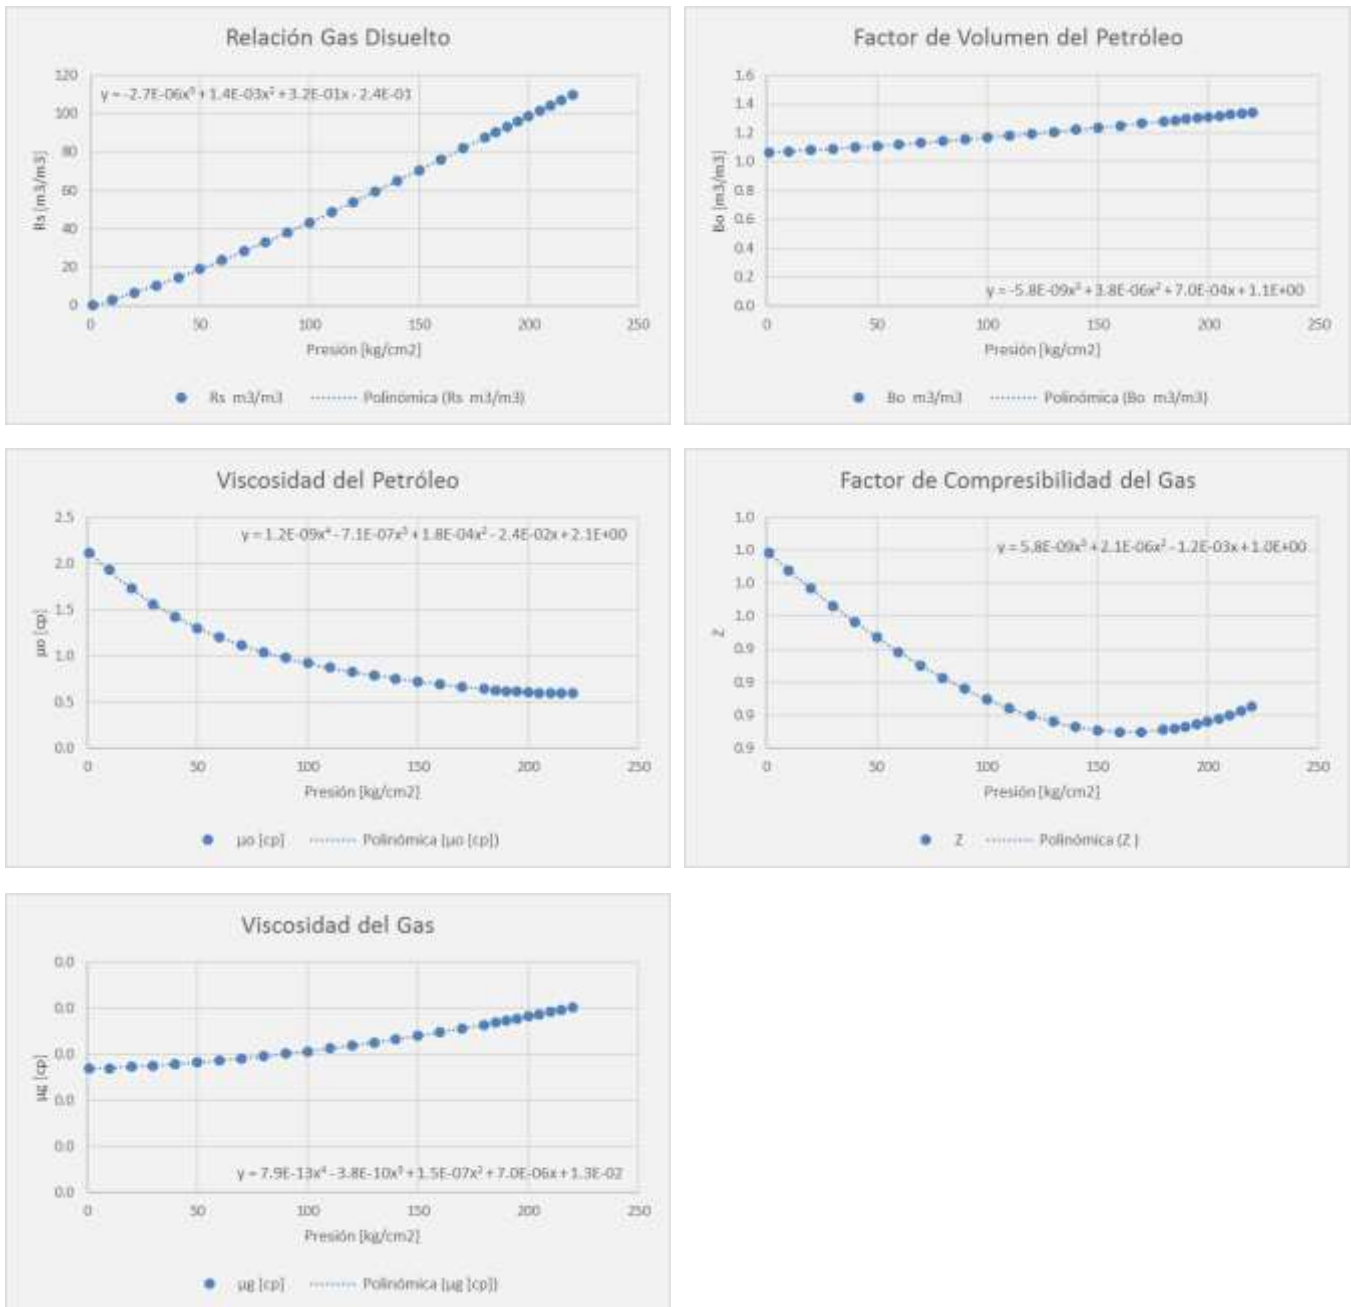 Relación Gas Disuelto
120
y = -2.7E-06x³ + 1.4E-03x² + 3.2E-01x - 2.4E-01
100
80
60
40
20
0
Rs [m3/m3]
0 50 100 150 200 250
Presión [kg/cm2]
Rs m3/m3 Polinómica (Rs m3/m3)
Factor de Volumen del Petróleo
1.6
1.4
1.2
1.0
0.8
0.6
0.4
0.2
0.0
Bo [m3/m3]
y = -5.8E-09x³ + 3.8E-06x² + 7.0E-04x + 1.1E+00
0 50 100 150 200 250
Presión [kg/cm2]
Bo m3/m3 Polinómica (Bo m3/m3)
Viscosidad del Petróleo
2.5
y = 1.2E-09x⁴ - 7.1E-07x³ + 1.8E-04x² - 2.4E-02x + 2.1E+00
2.0
1.5
1.0
0.5
0.0
µo [cp]
0 50 100 150 200 250
Presión [kg/cm2]
µo [cp] Polinómica (µo [cp])
Factor de Compresibilidad del Gas
1.0
1.0
y = 5.8E-09x³ + 2.1E-06x² - 1.2E-03x + 1.0E+00
1.0
1.0
0.9
0.9
0.9
0.9
Z
0 50 100 150 200 250
Presión [kg/cm2]
Z Polinómica (Z )
Viscosidad del Gas
0.0
0.0
0.0
0.0
0.0
0.0
µg [cp]
y = 7.9E-13x⁴ - 3.8E-10x³ + 1.5E-07x² + 7.0E-06x + 1.3E-02
0 50 100 150 200 250
Presión [kg/cm2]
µg [cp] Polinómica (µg [cp])